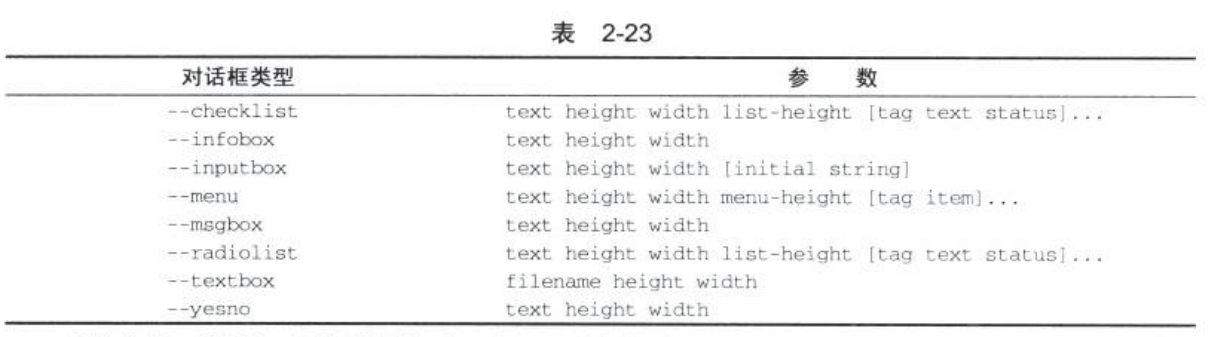 表 2-23
对话框类型 参 数
--checklist text height width list-height [tag text status]...
--infobox text height width
--inputbox text height width [initial string]
--menu text height width menu-height [tag item]...
--msgbox text height width
--radiolist text height width list-height [tag text status]...
--textbox filename height width
--yesno text height width